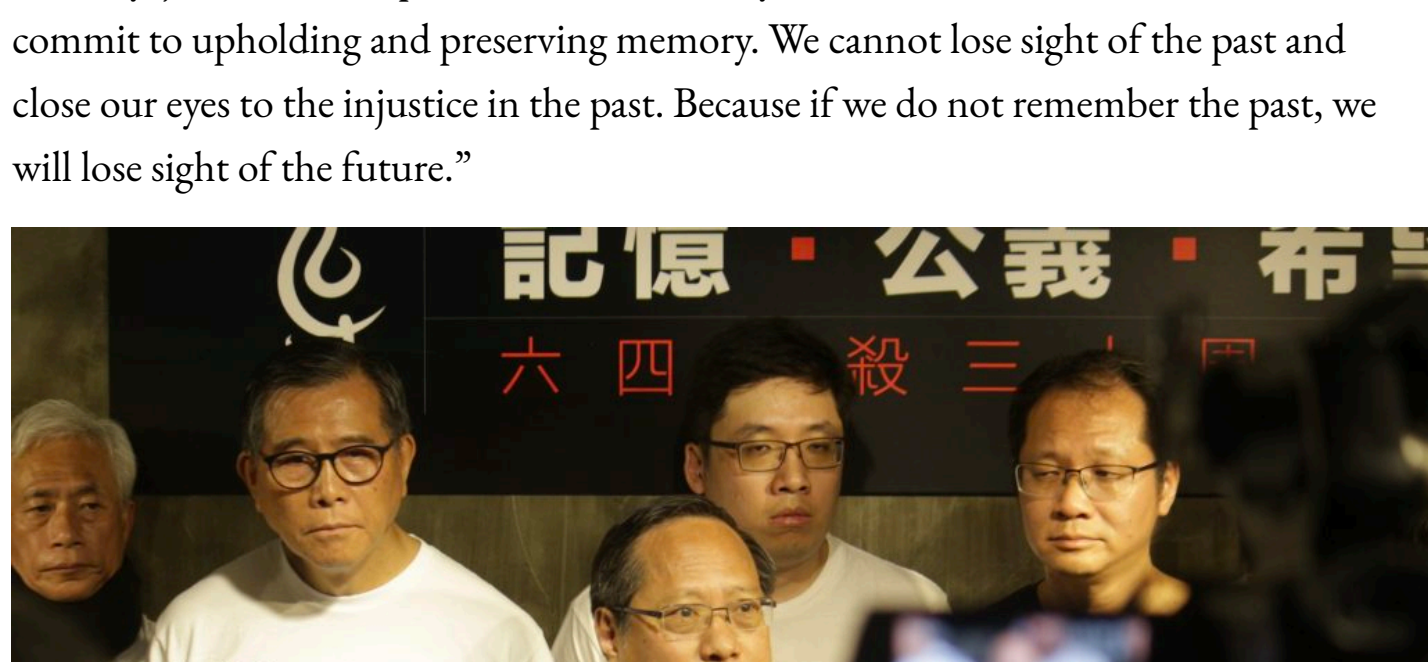 commit to upholding and preserving memory. We cannot lose sight of the past and
close our eyes to the injustice in the past. Because if we do not remember the past, we
will lose sight of the future.”
記憶 ▪ 公義 ▪ 希
六四 殺三